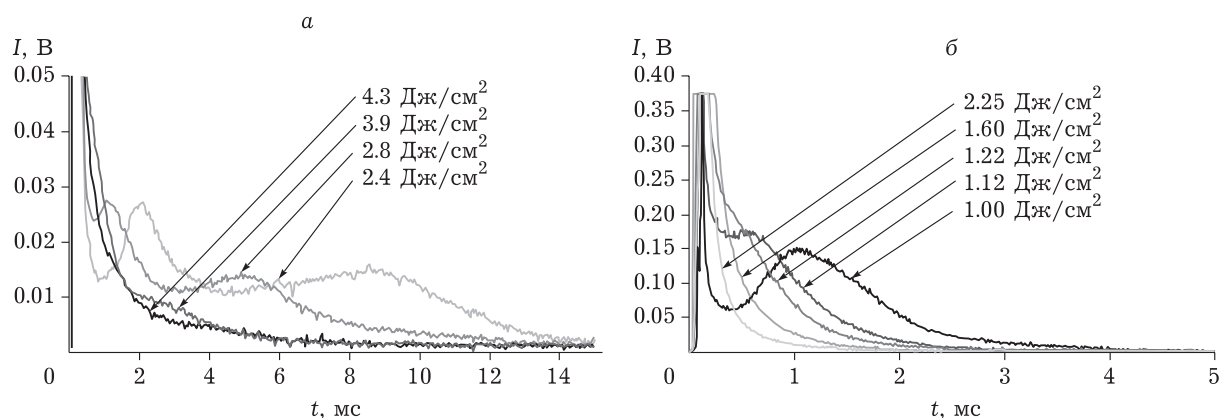 а
I, В
0.05
0.04
0.03
0.02
0.01
0
2
4
6
8
10
12
14
t, мс
4.3 Дж/см²
3.9 Дж/см²
2.8 Дж/см²
2.4 Дж/см²
б
I, В
0.40
0.35
0.30
0.25
0.20
0.15
0.10
0.05
0
1
2
3
4
5
t, мс
2.25 Дж/см²
1.60 Дж/см²
1.22 Дж/см²
1.12 Дж/см²
1.00 Дж/см²